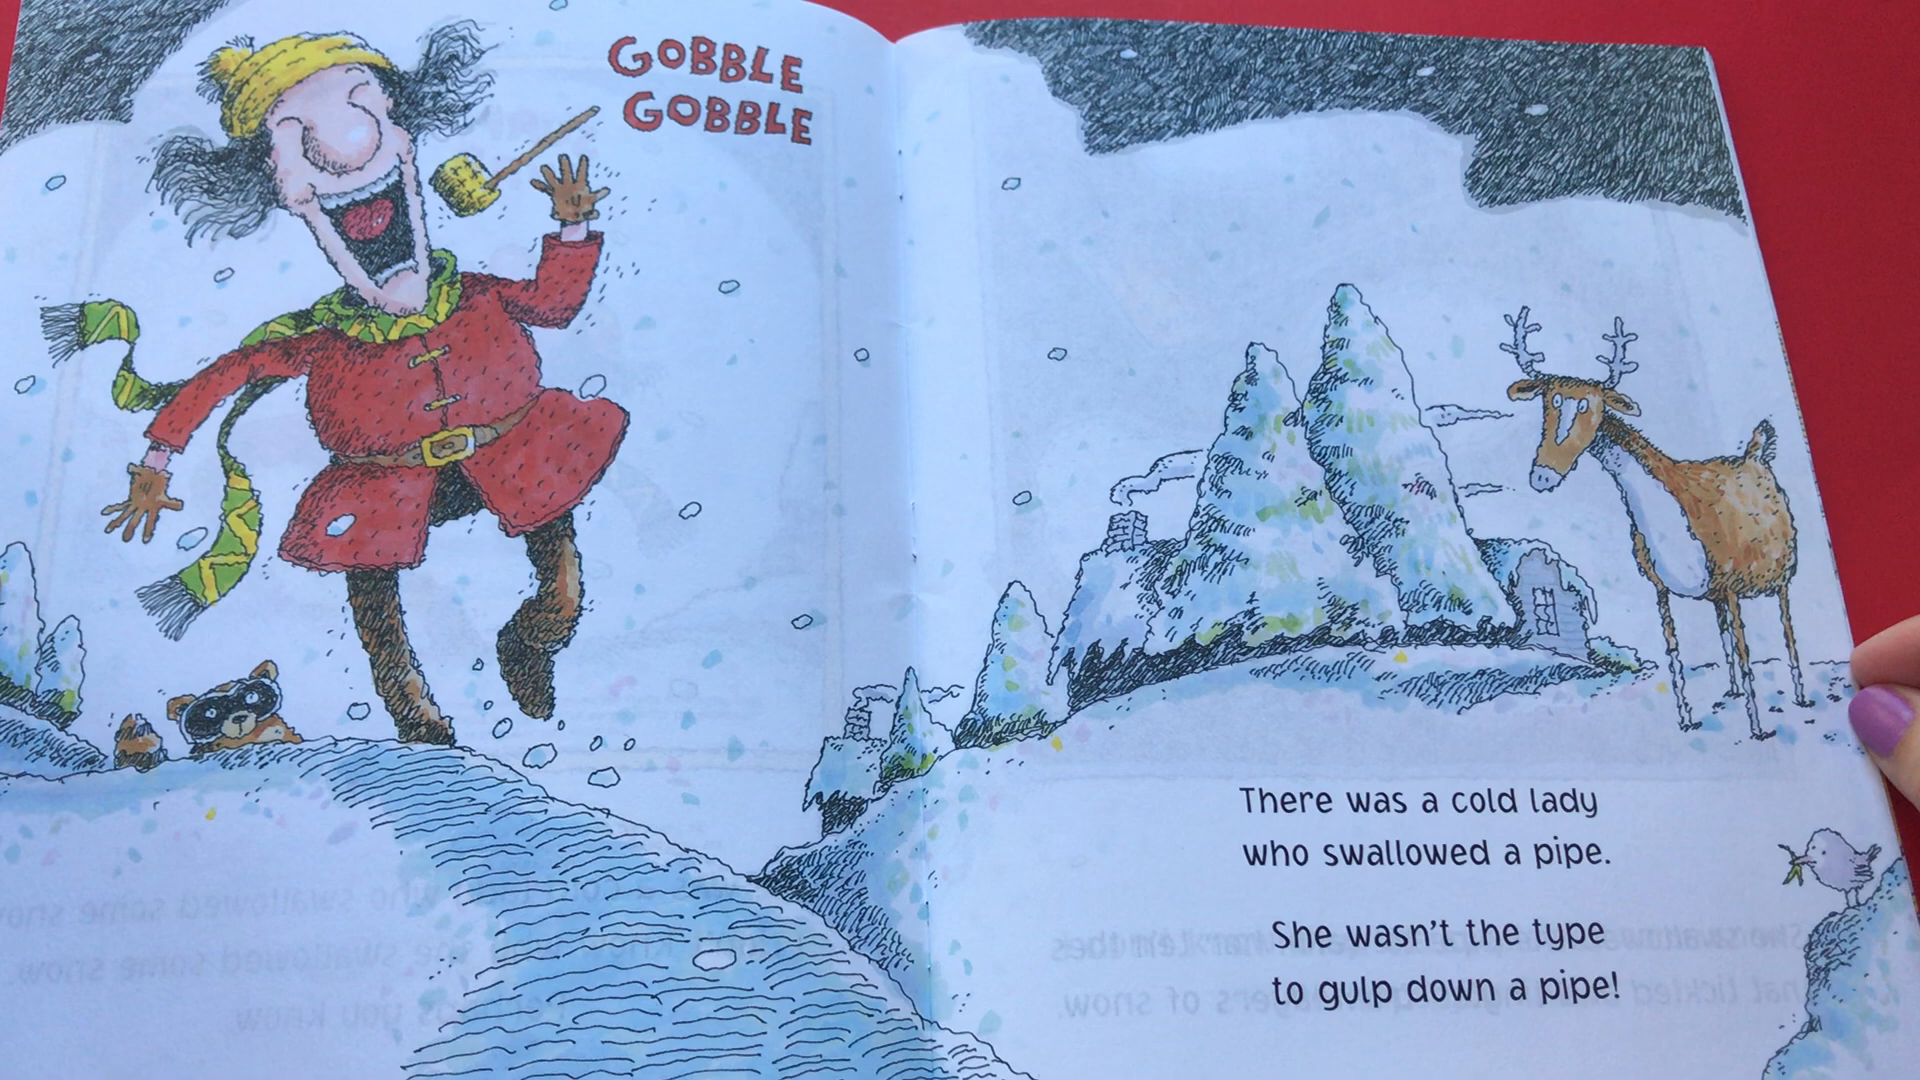 GOBBLE
GOBBLE
There was a cold lady
who swallowed a pipe.
She wasn't the type
to gulp down a pipe!